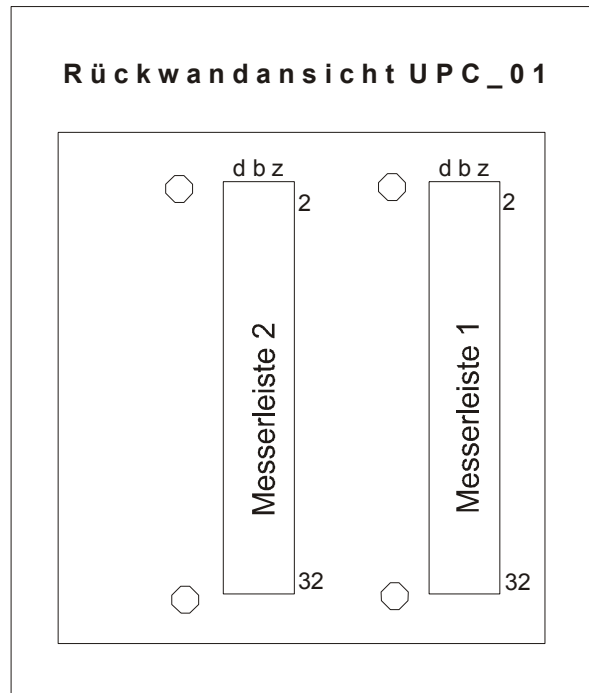 Rückwandansicht UPC_01
d b z d b z
2 2
Messerleiste 2 Messerleiste 1
32 32